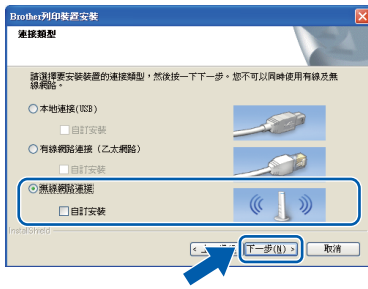 Brother列印裝置安裝
連接類型
請選擇要安裝裝置的連接類型，然後按一下下一步。您不可以同時使用有線及無
線網路。
本地連接(USB)
自訂安裝
有線網路連接（乙太網路）
自訂安裝
無線網路連接
自訂安裝
InstallShield
下一步(N) >
取消